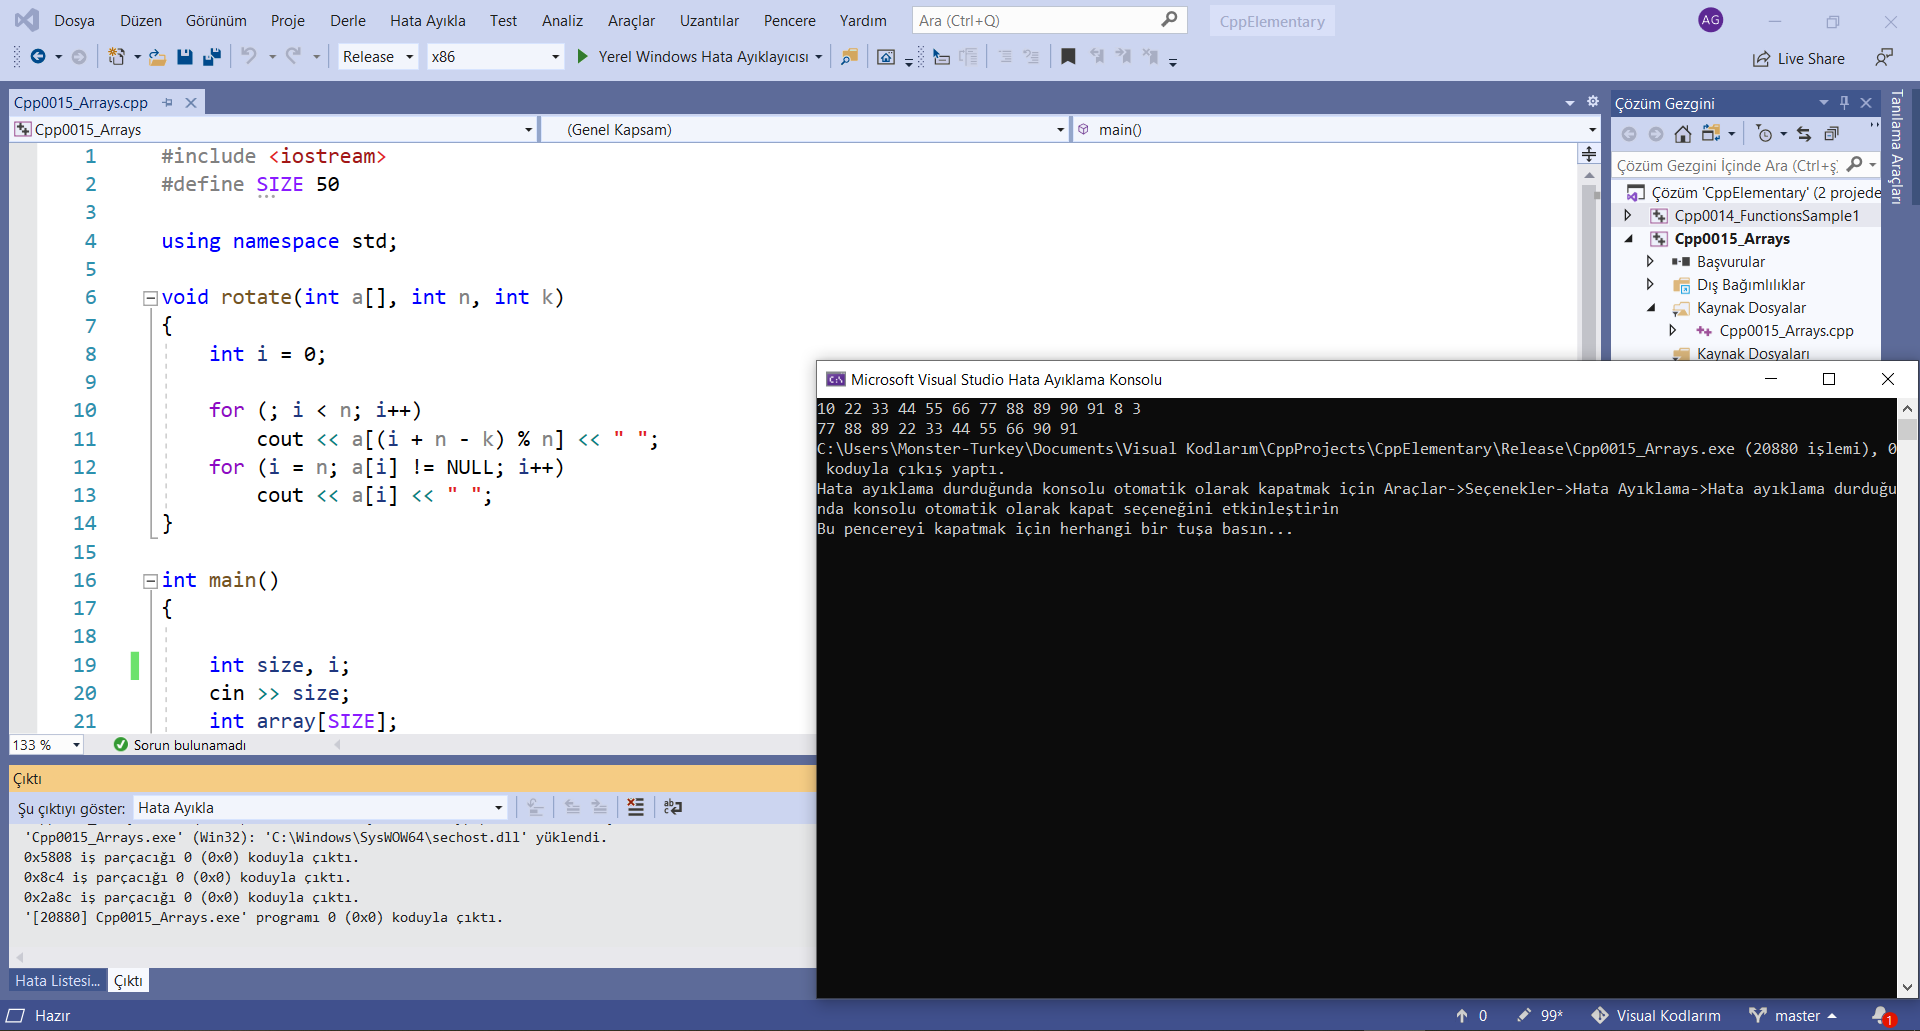 Dosya Düzen Görünüm Proje Derle Hata Ayıkla Test Analiz Araçlar Uzantılar Pencere Yardım Ara (Ctrl+Q) CppElementary AG
Release x86 Yerel Windows Hata Ayıklayıcısı Live Share
Cpp0015_Arrays.cpp
Cpp0015_Arrays (Genel Kapsam) main()
1 #include <iostream>
2 #define SIZE 50
3
4 using namespace std;
5
6 void rotate(int a[], int n, int k)
7 {
8 int i = 0;
9
10 for (; i < n; i++)
11 cout << a[(i + n - k) % n] << " ";
12 for (i = n; a[i] != NULL; i++)
13 cout << a[i] << " ";
14 }
15
16 int main()
17 {
18
19 int size, i;
20 cin >> size;
21 int array[SIZE];
133 % Sorun bulunamadı
Çözüm Gezgini
Çözüm Gezgini İçinde Ara (Ctrl+ş)
Çözüm 'CppElementary' (2 projede
Cpp0014_FunctionsSample1
Cpp0015_Arrays
Başvurular
Dış Bağımlılıklar
Kaynak Dosyalar
Cpp0015_Arrays.cpp
Kaynak Dosyaları
Tanılama Araçları
Microsoft Visual Studio Hata Ayıklama Konsolu
10 22 33 44 55 66 77 88 89 90 91 8 3
77 88 89 22 33 44 55 66 90 91
C:\Users\Monster-Turkey\Documents\Visual Kodlarım\CppProjects\CppElementary\Release\Cpp0015_Arrays.exe (20880 işlemi), 0
koduyla çıkış yaptı.
Hata ayıklama durduğunda konsolu otomatik olarak kapatmak için Araçlar->Seçenekler->Hata Ayıklama->Hata ayıklama durduğu
nda konsolu otomatik olarak kapat seçeneğini etkinleştirin
Bu pencereyi kapatmak için herhangi bir tuşa basın...
Çıktı
Şu çıktıyı göster: Hata Ayıkla
'Cpp0015_Arrays.exe' (Win32): 'C:\Windows\SysWOW64\sechost.dll' yüklendi.
0x5808 iş parçacığı 0 (0x0) koduyla çıktı.
0x8c4 iş parçacığı 0 (0x0) koduyla çıktı.
0x2a8c iş parçacığı 0 (0x0) koduyla çıktı.
'[20880] Cpp0015_Arrays.exe' programı 0 (0x0) koduyla çıktı.
Hata Listesi... Çıktı
Hazır 0 99* Visual Kodlarım master 1